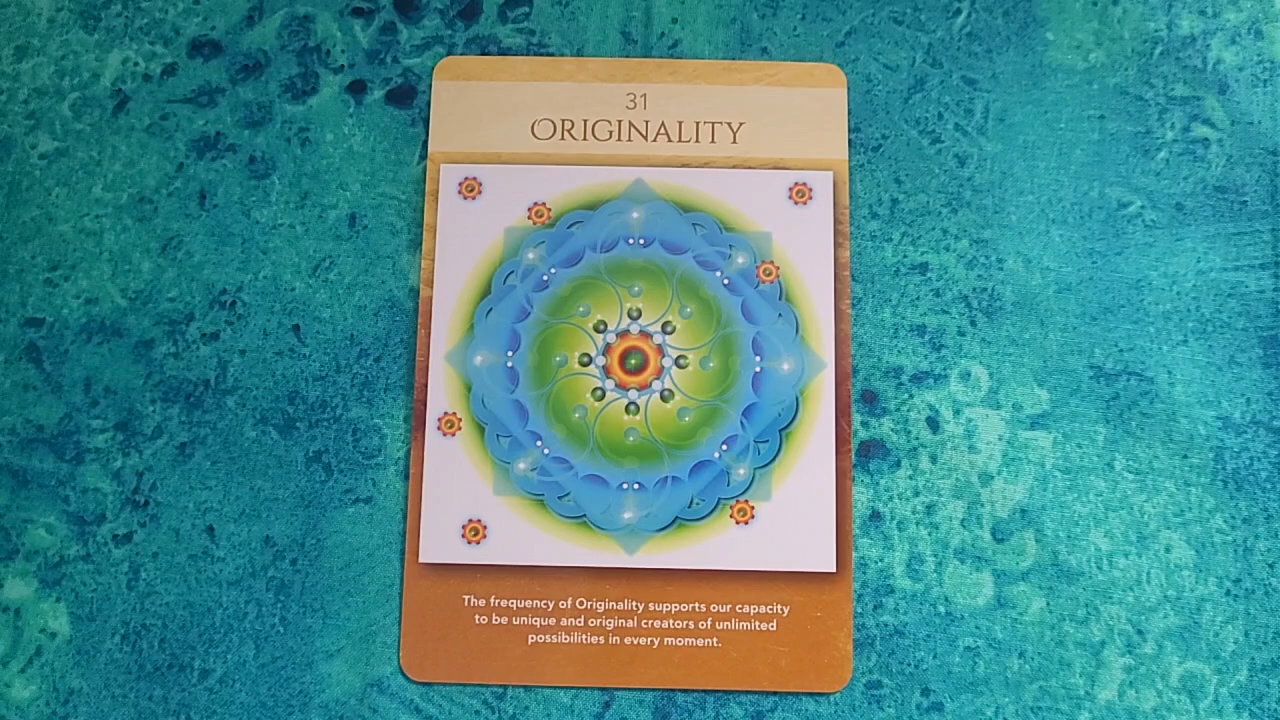 31
ORIGINALITY
The frequency of Originality supports our capacity
to be unique and original creators of unlimited
possibilities in every moment.